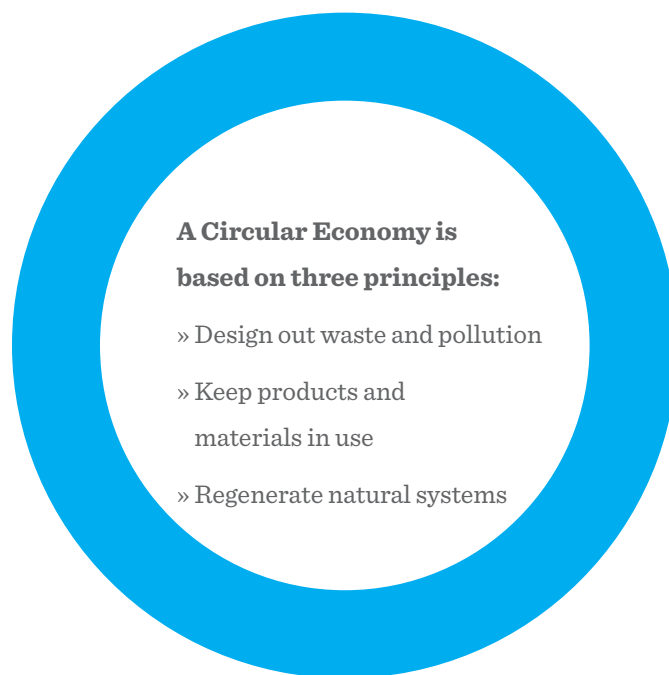 A Circular Economy is
based on three principles:
» Design out waste and pollution
» Keep products and
materials in use
» Regenerate natural systems